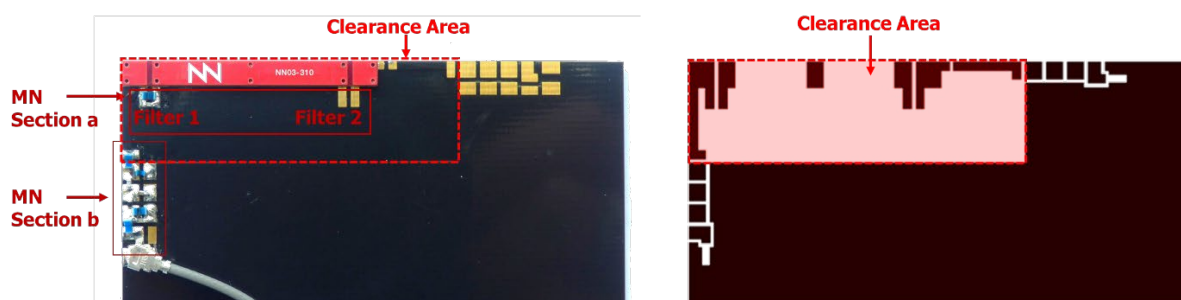 Clearance Area
NN03-310
MN
Section a
Filter 1
Filter 2
MN
Section b
Clearance Area